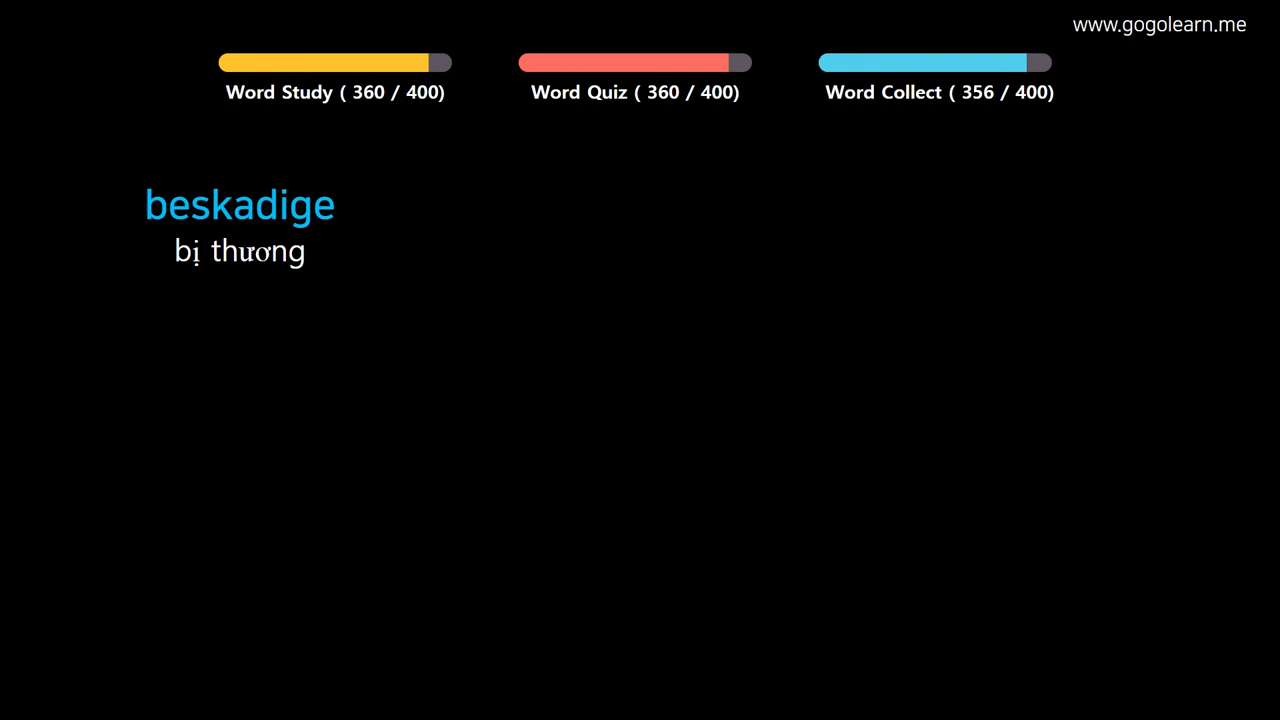 www.gogolearn.me
Word Study ( 360 / 400)
Word Quiz ( 360 / 400)
Word Collect ( 356 / 400)
beskadige
bị thương